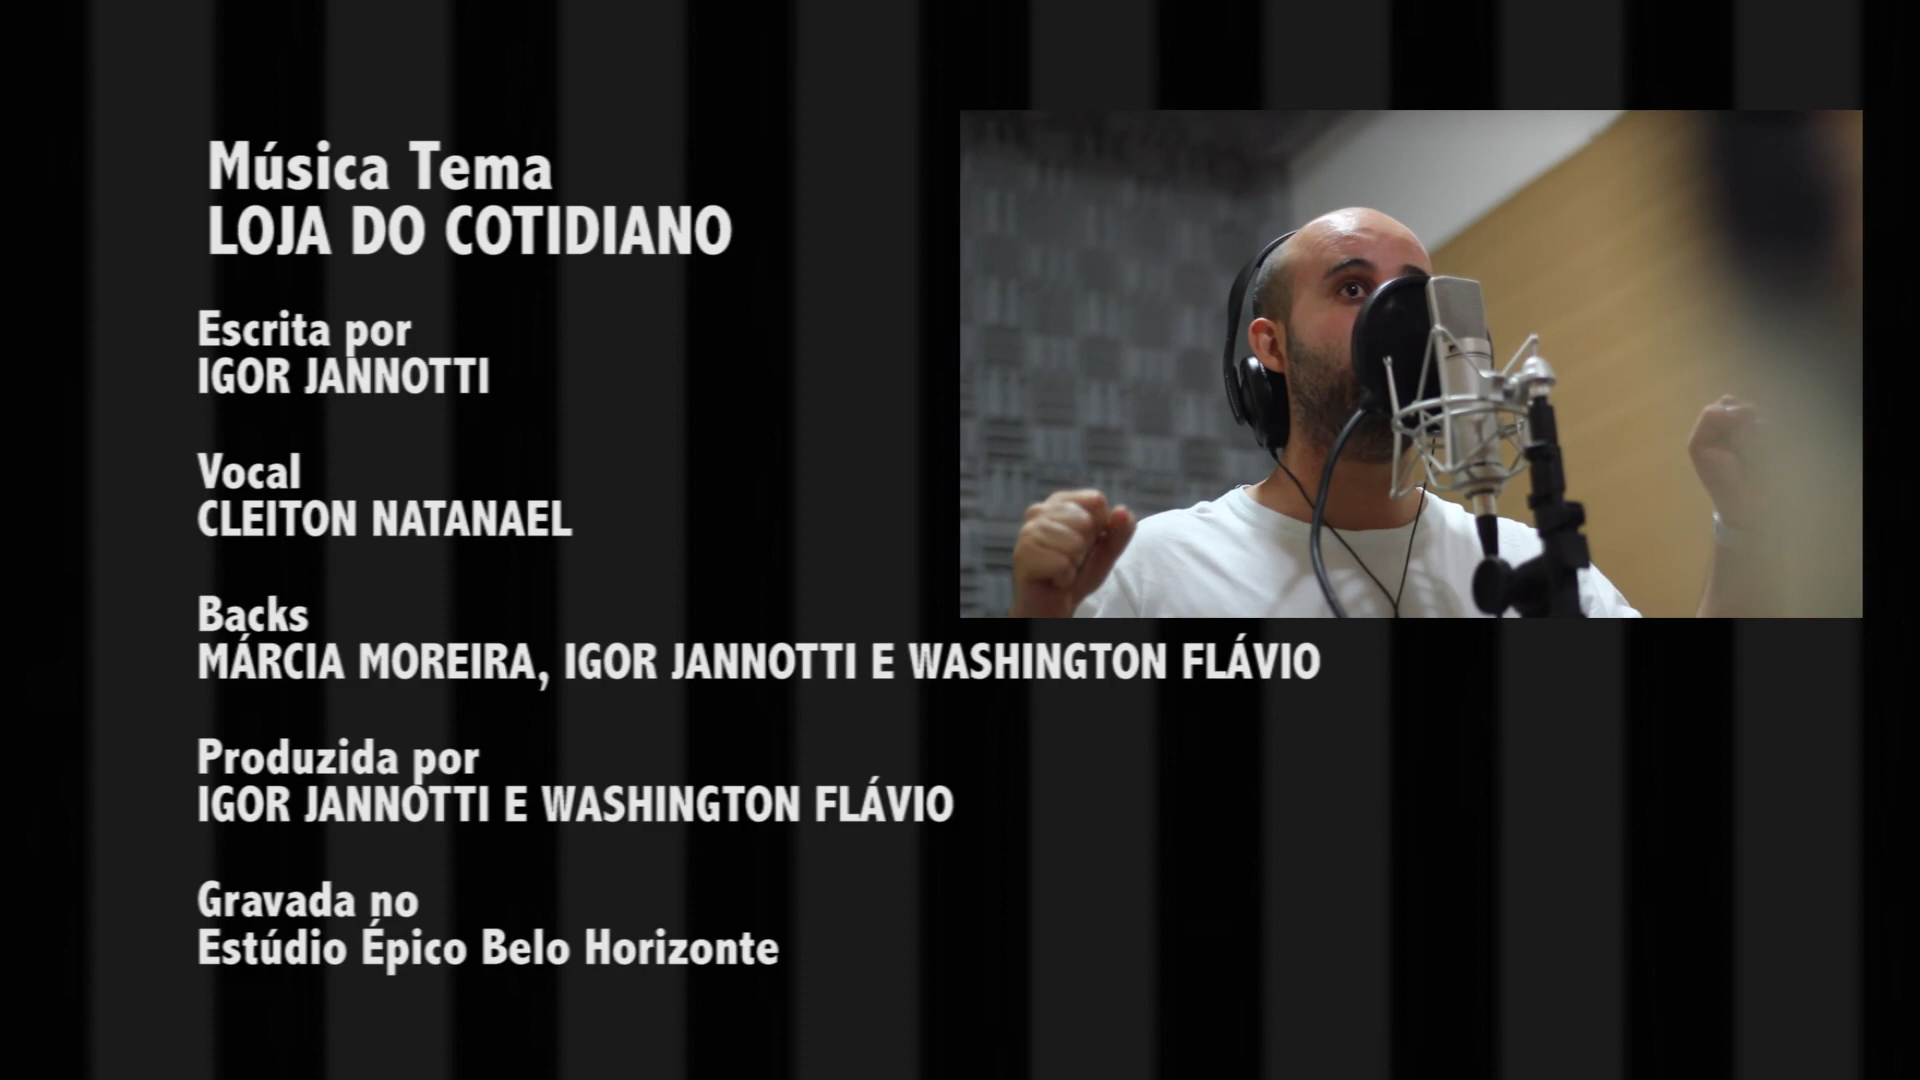 Música Tema
LOJA DO COTIDIANO
Escrita por
IGOR JANNOTTI
Vocal
CLEITON NATANAEL
Backs
MÁRCIA MOREIRA, IGOR JANNOTTI E WASHINGTON FLÁVIO
Produzida por
IGOR JANNOTTI E WASHINGTON FLÁVIO
Gravada no
Estúdio Épico Belo Horizonte